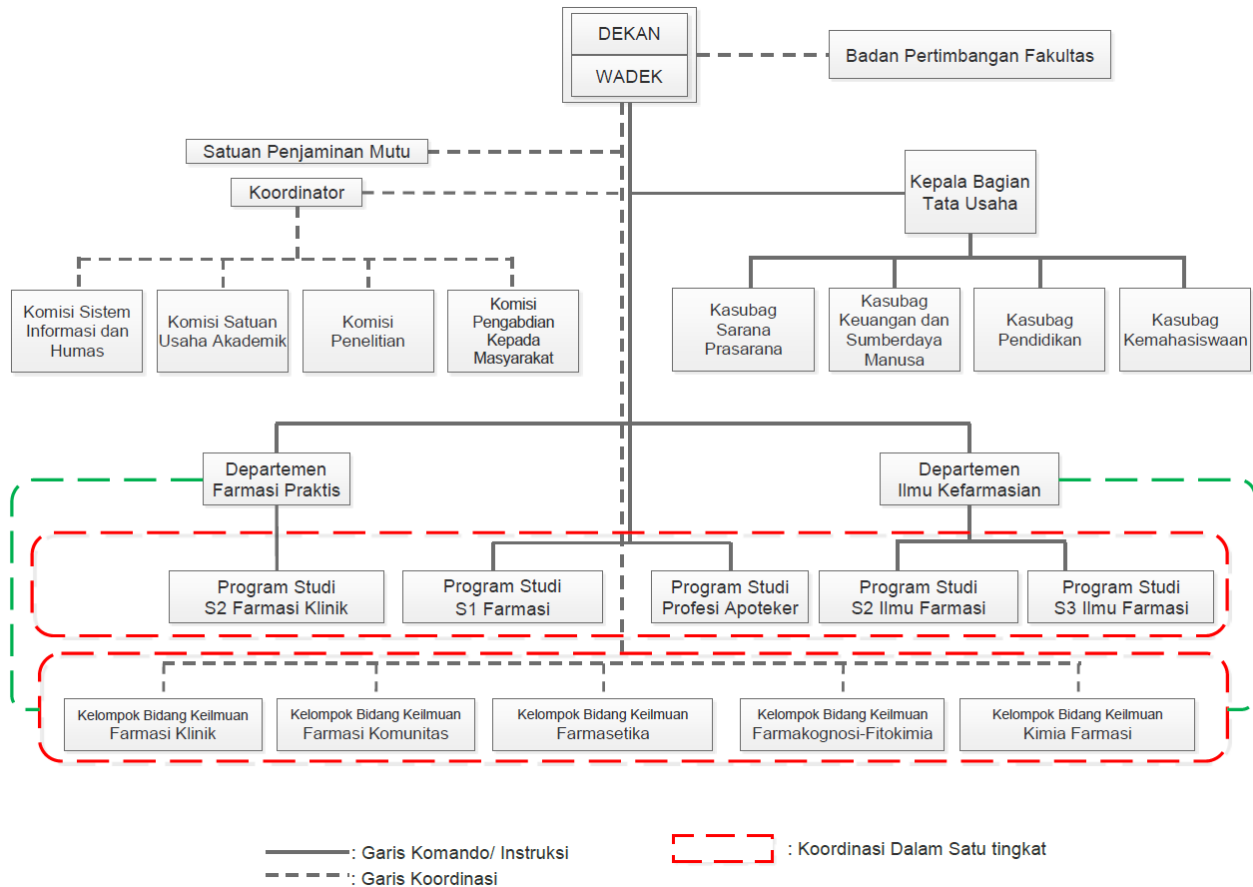 DEKAN
WADEK
Badan Pertimbangan Fakultas
Satuan Penjaminan Mutu
Koordinator
Kepala Bagian
Tata Usaha
Komisi Sistem
Informasi dan
Humas
Komisi Satuan
Usaha Akademik
Komisi
Penelitian
Komisi
Pengabdian
Kepada
Masyarakat
Kasubag
Sarana
Prasarana
Kasubag
Keuangan dan
Sumberdaya
Manusa
Kasubag
Pendidikan
Kasubag
Kemahasiswaan
Departemen
Farmasi Praktis
Departemen
Ilmu Kefarmasian
Program Studi
S2 Farmasi Klinik
Program Studi
S1 Farmasi
Program Studi
Profesi Apoteker
Program Studi
S2 Ilmu Farmasi
Program Studi
S3 Ilmu Farmasi
Kelompok Bidang Keilmuan
Farmasi Klinik
Kelompok Bidang Keilmuan
Farmasi Komunitas
Kelompok Bidang Keilmuan
Farmasetika
Kelompok Bidang Keilmuan
Farmakognosi-Fitokimia
Kelompok Bidang Keilmuan
Kimia Farmasi
: Garis Komando/ Instruksi
: Koordinasi Dalam Satu tingkat
: Garis Koordinasi